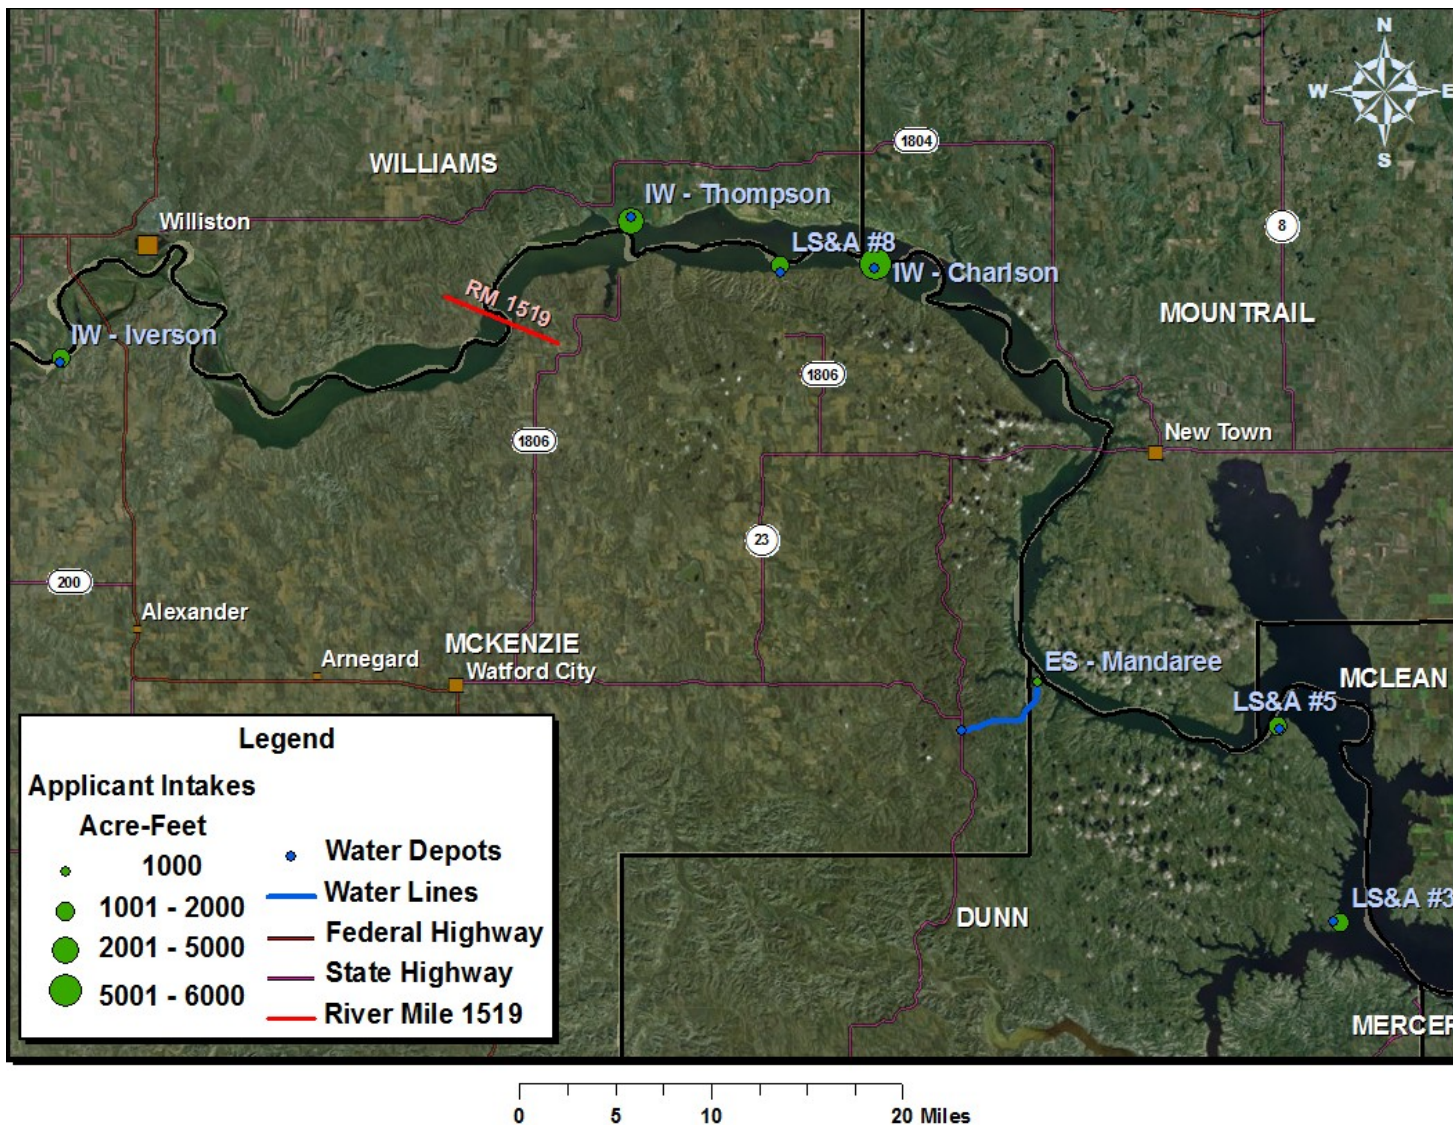 N
W
E
S
1804
WILLIAMS
IW - Thompson
Williston
8
LS&A #8
IW - Charlson
RM 1519
MOUNTRAIL
IW - Iverson
1806
1806
New Town
23
200
Alexander
MCKENZIE
Arnegard
Watford City
ES - Mandaree
MCLEAN
LS&A #5
LS&A #3
DUNN
MERCER
Legend
Applicant Intakes
Acre-Feet
1000
1001 - 2000
2001 - 5000
5001 - 6000
Water Depots
Water Lines
Federal Highway
State Highway
River Mile 1519
0 5 10 20 Miles